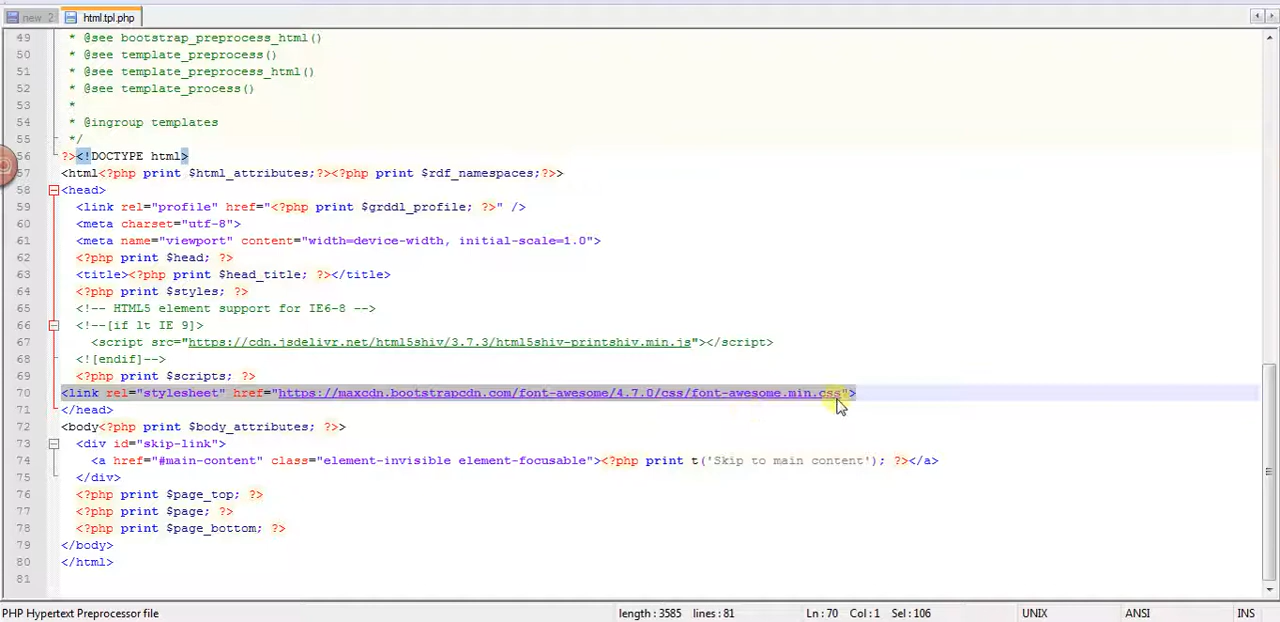 new 2 html.tpl.php
49 * @see bootstrap_preprocess_html()
50 * @see template_preprocess()
51 * @see template_preprocess_html()
52 * @see template_process()
53 *
54 * @ingroup templates
55 */
56 ?><!DOCTYPE html>
57 <html<?php print $html_attributes;?><?php print $rdf_namespaces;?>>
58 <head>
59 <link rel="profile" href="<?php print $grddl_profile; ?>" />
60 <meta charset="utf-8">
61 <meta name="viewport" content="width=device-width, initial-scale=1.0">
62 <?php print $head; ?>
63 <title><?php print $head_title; ?></title>
64 <?php print $styles; ?>
65 <!-- HTML5 element support for IE6-8 -->
66 <!--[if lt IE 9]>
67 <script src="https://cdn.jsdelivr.net/html5shiv/3.7.3/html5shiv-printshiv.min.js"></script>
68 <![endif]-->
69 <?php print $scripts; ?>
70 <link rel="stylesheet" href="https://maxcdn.bootstrapcdn.com/font-awesome/4.7.0/css/font-awesome.min.css">
71 </head>
72 <body<?php print $body_attributes; ?>>
73 <div id="skip-link">
74 <a href="#main-content" class="element-invisible element-focusable"><?php print t('Skip to main content'); ?></a>
75 </div>
76 <?php print $page_top; ?>
77 <?php print $page; ?>
78 <?php print $page_bottom; ?>
79 </body>
80 </html>
81
PHP Hypertext Preprocessor file length : 3585 lines : 81 Ln : 70 Col : 1 Sel : 106 UNIX ANSI INS